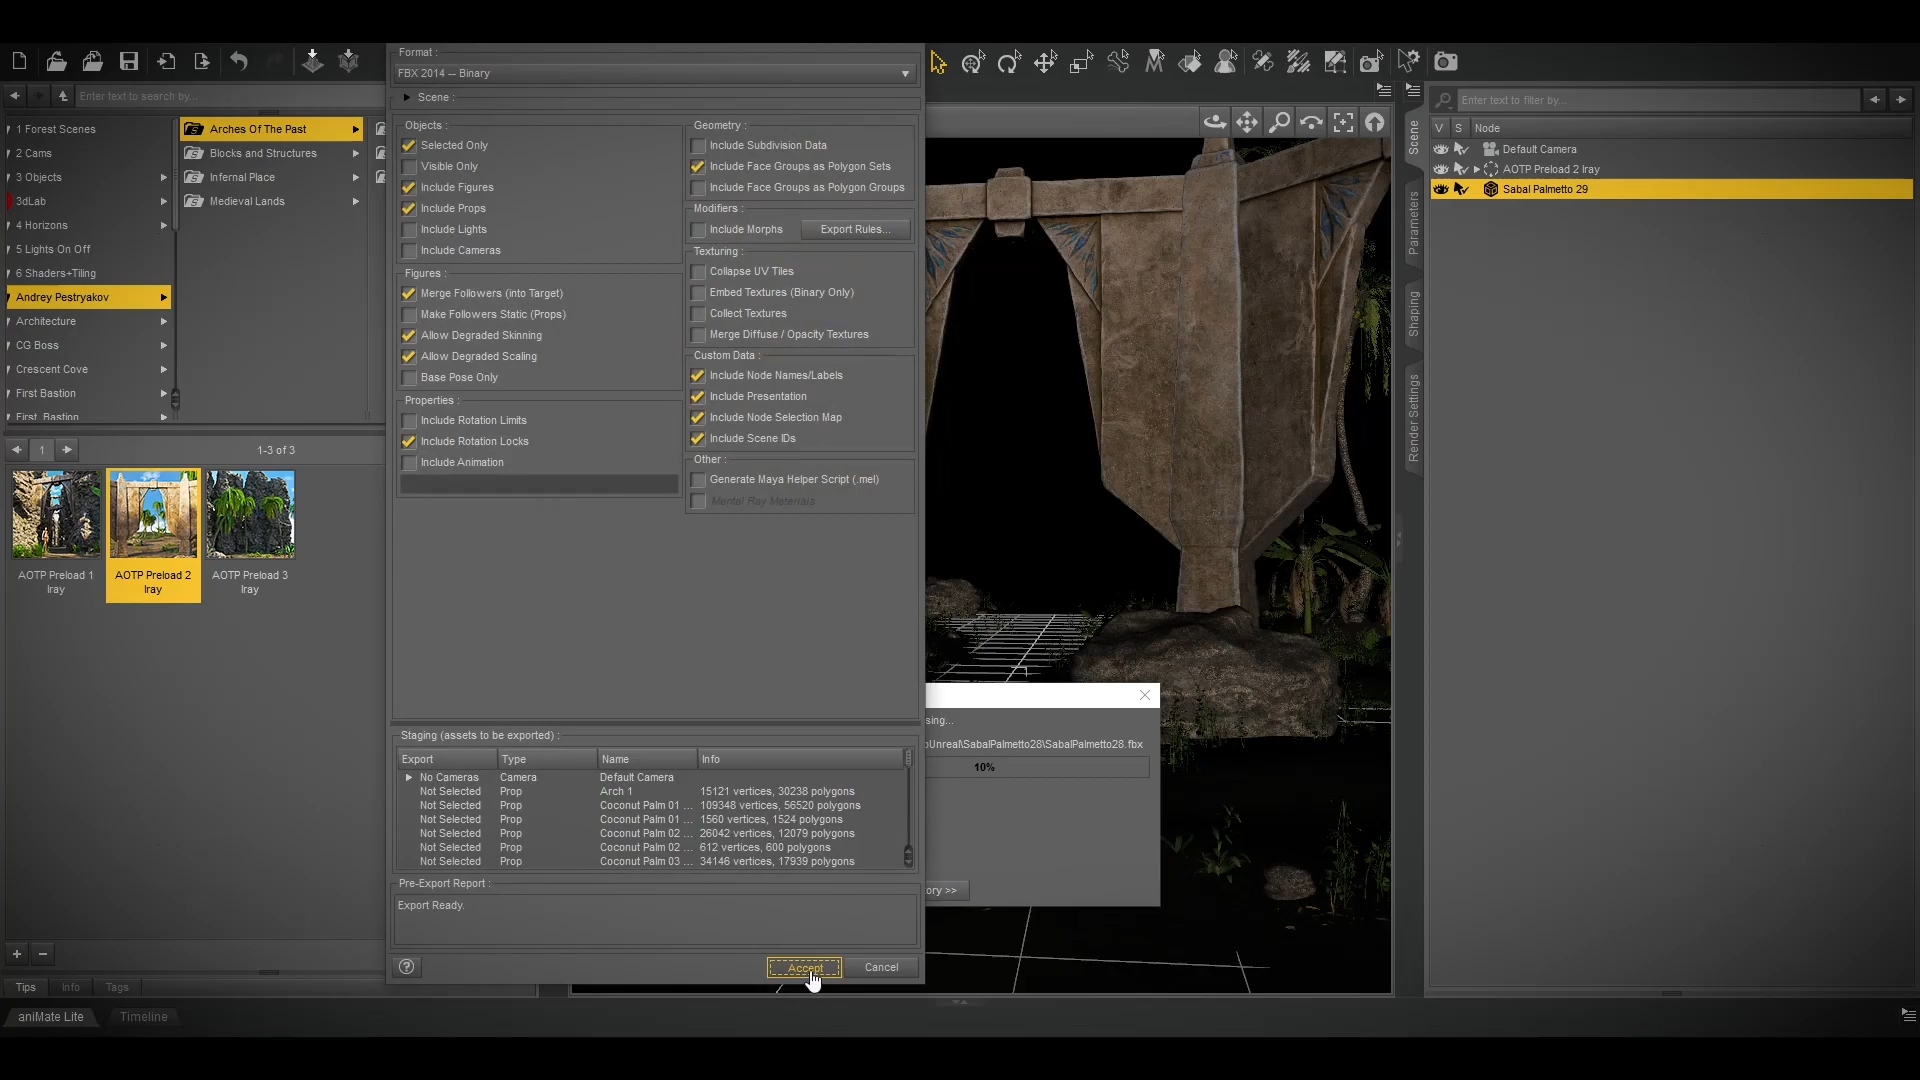 Format :
FBX 2014 -- Binary
Scene :
Objects :
Selected Only
Visible Only
Include Figures
Include Props
Include Lights
Include Cameras
Figures :
Merge Followers (into Target)
Make Followers Static (Props)
Allow Degraded Skinning
Allow Degraded Scaling
Base Pose Only
Properties :
Include Rotation Limits
Include Rotation Locks
Include Animation
Geometry :
Include Subdivision Data
Include Face Groups as Polygon Sets
Include Face Groups as Polygon Groups
Modifiers :
Include Morphs
Export Rules...
Texturing :
Collapse UV Tiles
Embed Textures (Binary Only)
Collect Textures
Merge Diffuse / Opacity Textures
Custom Data :
Include Node Names/Labels
Include Presentation
Include Node Selection Map
Include Scene IDs
Other :
Generate Maya Helper Script (.mel)
Mental Ray Materials
Staging (assets to be exported) :
Export Type Name Info
No Cameras Camera Default Camera
Not Selected Prop Arch 1 15121 vertices, 30238 polygons
Not Selected Prop Coconut Palm 01 ... 109348 vertices, 56520 polygons
Not Selected Prop Coconut Palm 01 ... 1560 vertices, 1524 polygons
Not Selected Prop Coconut Palm 02 ... 26042 vertices, 12079 polygons
Not Selected Prop Coconut Palm 02 ... 612 vertices, 600 polygons
Not Selected Prop Coconut Palm 03 ... 34146 vertices, 17939 polygons
Pre-Export Report :
Export Ready.
Accept
Cancel
Enter text to search by...
1 Forest Scenes
2 Cams
3 Objects
3dLab
4 Horizons
5 Lights On Off
6 Shaders+Tiling
Andrey Pestryakov
Architecture
CG Boss
Crescent Cove
First Bastion
First Bastion
Arches Of The Past
Blocks and Structures
Infernal Place
Medieval Lands
1
1-3 of 3
AOTP Preload 1
Iray
AOTP Preload 2
Iray
AOTP Preload 3
Iray
Tips
Info
Tags
aniMate Lite
Timeline
sing...
oUnreal\SabalPalmetto28\SabalPalmetto28.fbx
10%
ory >>
Scene
Parameters
Shaping
Render Settings
Enter text to filter by...
V S Node
Default Camera
AOTP Preload 2 Iray
Sabal Palmetto 29